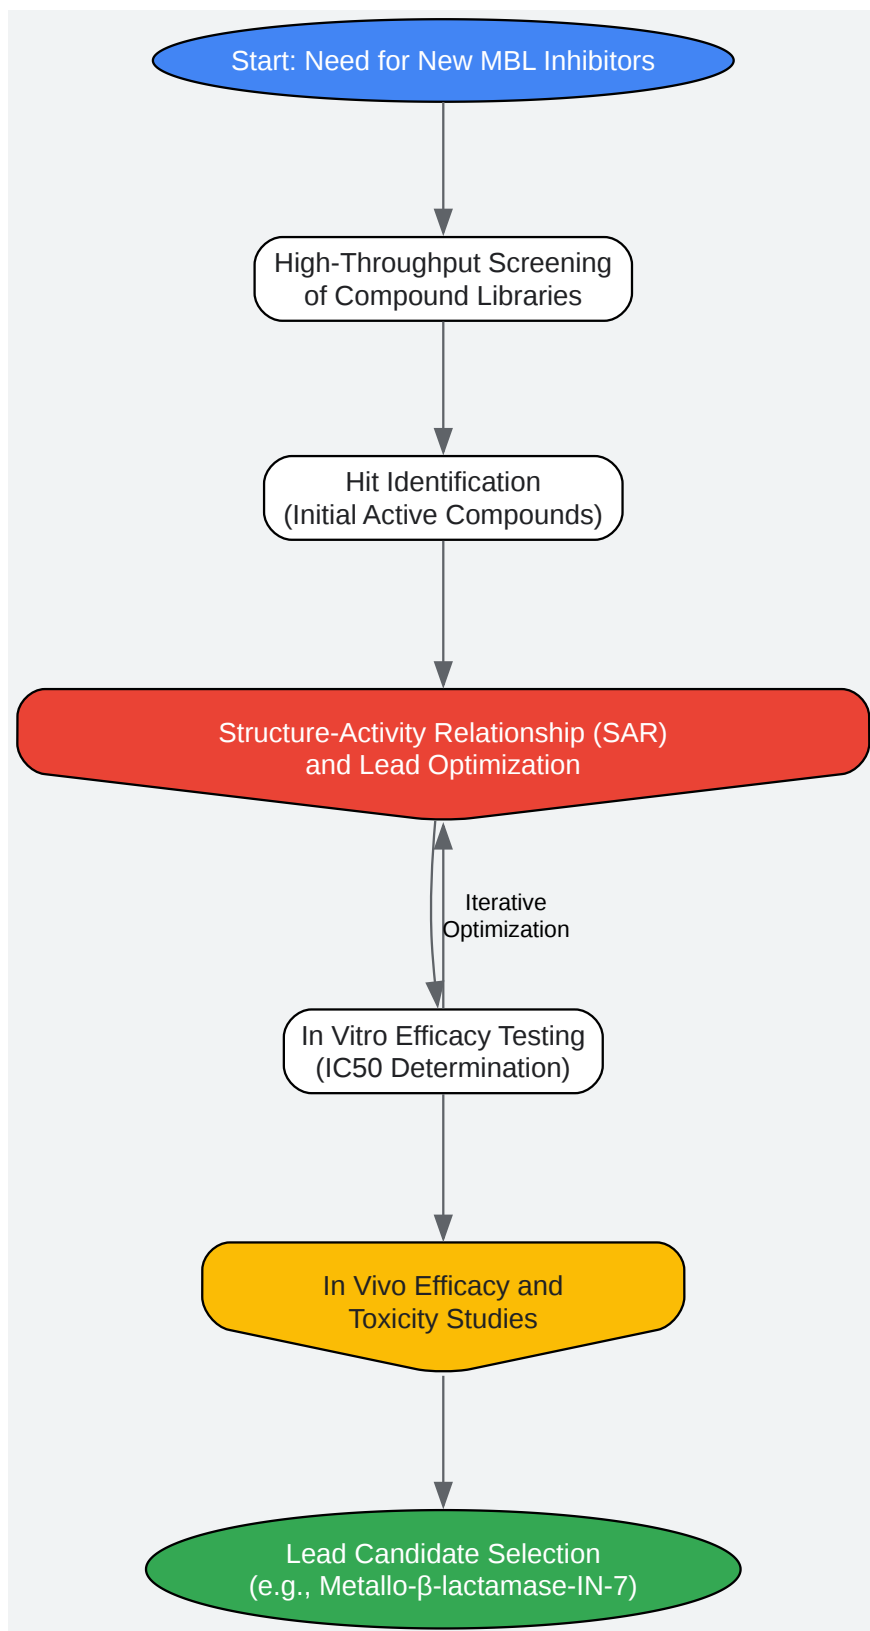 Start: Need for New MBL Inhibitors
High-Throughput Screening
of Compound Libraries
Hit Identification
(Initial Active Compounds)
Structure-Activity Relationship (SAR)
and Lead Optimization
Iterative
Optimization
In Vitro Efficacy Testing
(IC50 Determination)
In Vivo Efficacy and
Toxicity Studies
Lead Candidate Selection
(e.g., Metallo-β-lactamase-IN-7)